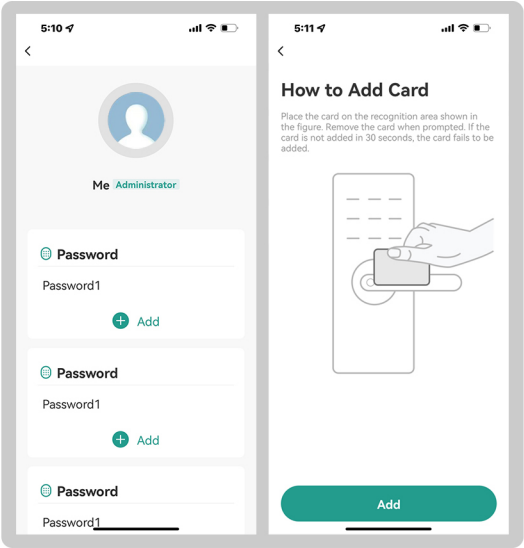 5:10
Me Administrator
Password
Password1
Add
Password
Password1
Add
Password
Password1
5:11
How to Add Card
Place the card on the recognition area shown in
the figure. Remove the card when prompted. If the
card is not added in 30 seconds, the card fails to be
added.
Add